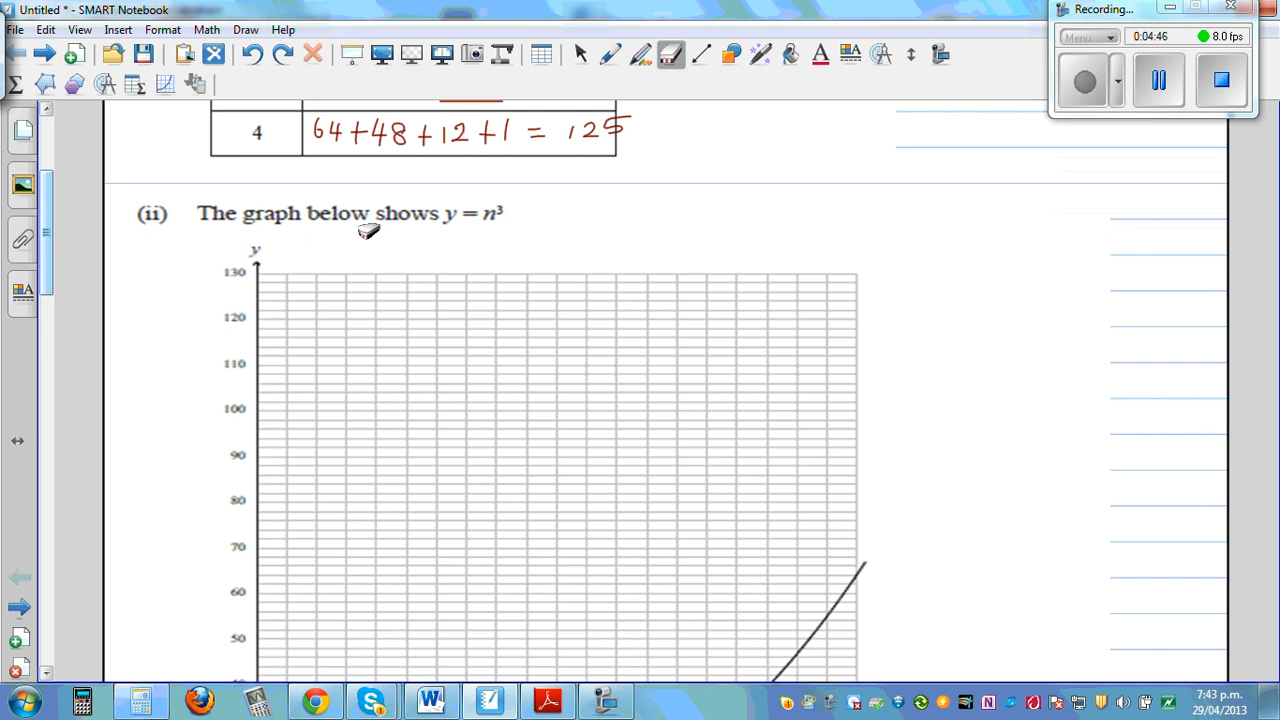 Untitled * - SMART Notebook
File Edit View Insert Format Math Draw Help
Recording...
Menu 0:04:46 8.0 fps
4 64+48+12+1 = 125
(ii) The graph below shows y = n³
y
130
120
110
100
90
80
70
60
50
7:43 p.m.
29/04/2013